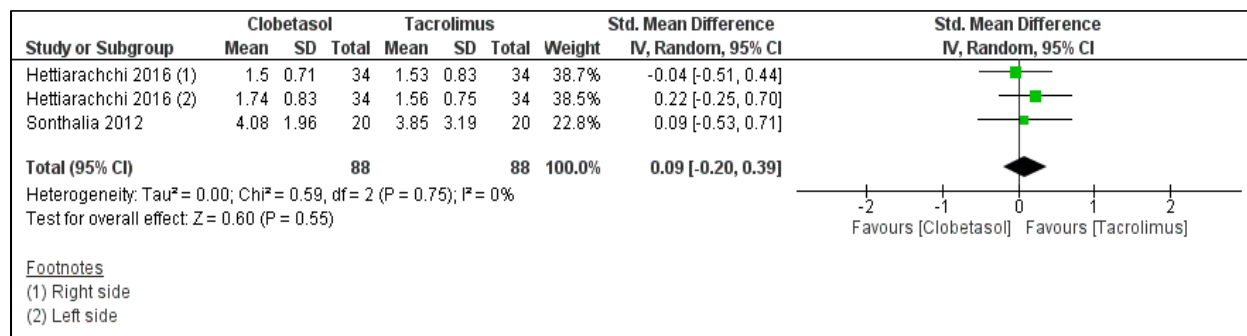 Clobetasol Tacrolimus Std. Mean Difference Std. Mean Difference
Study or Subgroup Mean SD Total Mean SD Total Weight IV, Random, 95% CI IV, Random, 95% CI
Hettiarachchi 2016 (1) 1.5 0.71 34 1.53 0.83 34 38.7% -0.04 [-0.51, 0.44]
Hettiarachchi 2016 (2) 1.74 0.83 34 1.56 0.75 34 38.5% 0.22 [-0.25, 0.70]
Sonthalia 2012 4.08 1.96 20 3.85 3.19 20 22.8% 0.09 [-0.53, 0.71]
Total (95% CI) 88 88 100.0% 0.09 [-0.20, 0.39]
Heterogeneity: Tau² = 0.00; Chi² = 0.59, df = 2 (P = 0.75); I² = 0%
Test for overall effect: Z = 0.60 (P = 0.55)
-2 -1 0 1 2
Favours [Clobetasol] Favours [Tacrolimus]
Footnotes
(1) Right side
(2) Left side